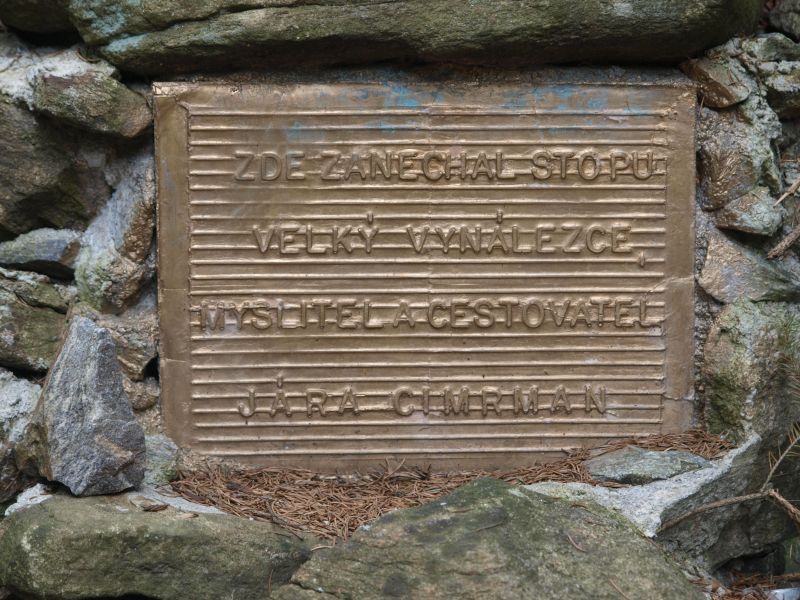 ZDE ZANECHAL STOPU
VELKÝ VYNÁLEZCE,
MYSLITEL A CESTOVATEL
JÁRA CIMRMAN